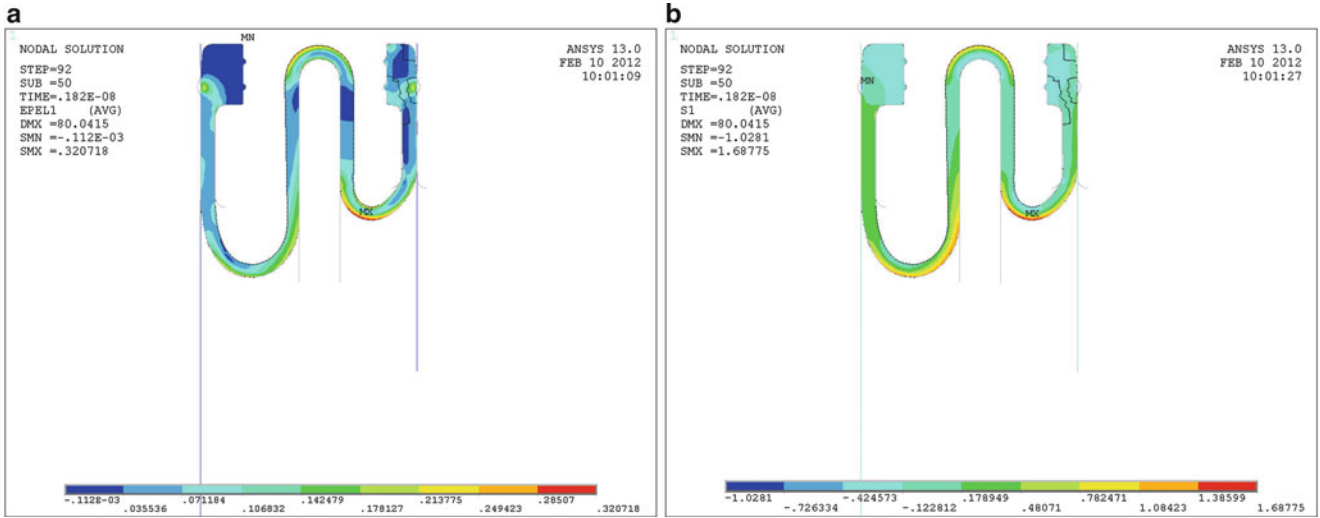 a
1
NODAL SOLUTION
STEP=92
SUB =50
TIME=.182E-08
EPEL1 (AVG)
DMX =80.0415
SMN =-.112E-03
SMX =.320718
MN
ANSYS 13.0
FEB 10 2012
10:01:09
MX
-.112E-03 .071184 .142479 .213775 .28507
.035536 .106832 .178127 .249423 .320718
b
1
NODAL SOLUTION
STEP=92
SUB =50
TIME=.182E-08
S1 (AVG)
DMX =80.0415
SMN =-1.0281
SMX =1.68775
MN
ANSYS 13.0
FEB 10 2012
10:01:27
MX
-1.0281 -.424573 .178949 .782471 1.38599
-.726334 -.122812 .48071 1.08423 1.68775